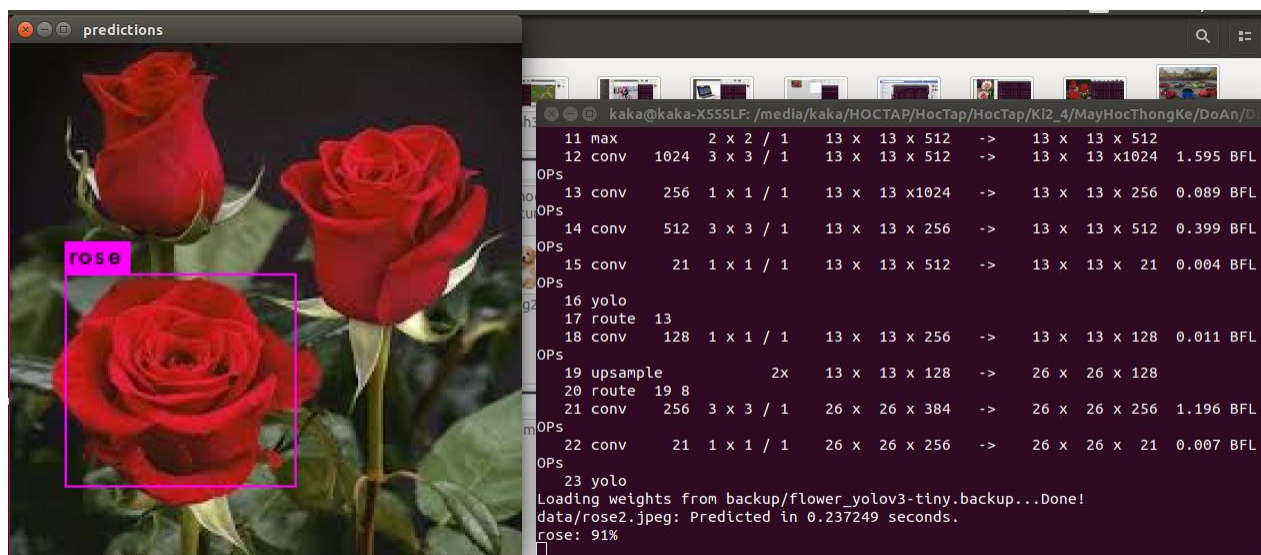 predictions
rose
kaka@kaka-X555LF: /media/kaka/HOCTAP/HocTap/HocTap/Ki2_4/MayHocThongKe/DoAn/D
11 max 2 x 2 / 1 13 x 13 x 512 -> 13 x 13 x 512
12 conv 1024 3 x 3 / 1 13 x 13 x 512 -> 13 x 13 x1024 1.595 BFL
OPs
13 conv 256 1 x 1 / 1 13 x 13 x1024 -> 13 x 13 x 256 0.089 BFL
OPs
14 conv 512 3 x 3 / 1 13 x 13 x 256 -> 13 x 13 x 512 0.399 BFL
OPs
15 conv 21 1 x 1 / 1 13 x 13 x 512 -> 13 x 13 x 21 0.004 BFL
OPs
16 yolo
17 route 13
18 conv 128 1 x 1 / 1 13 x 13 x 256 -> 13 x 13 x 128 0.011 BFL
OPs
19 upsample 2x 13 x 13 x 128 -> 26 x 26 x 128
20 route 19 8
21 conv 256 3 x 3 / 1 26 x 26 x 384 -> 26 x 26 x 256 1.196 BFL
OPs
22 conv 21 1 x 1 / 1 26 x 26 x 256 -> 26 x 26 x 21 0.007 BFL
OPs
23 yolo
Loading weights from backup/flower_yolov3-tiny.backup...Done!
data/rose2.jpeg: Predicted in 0.237249 seconds.
rose: 91%